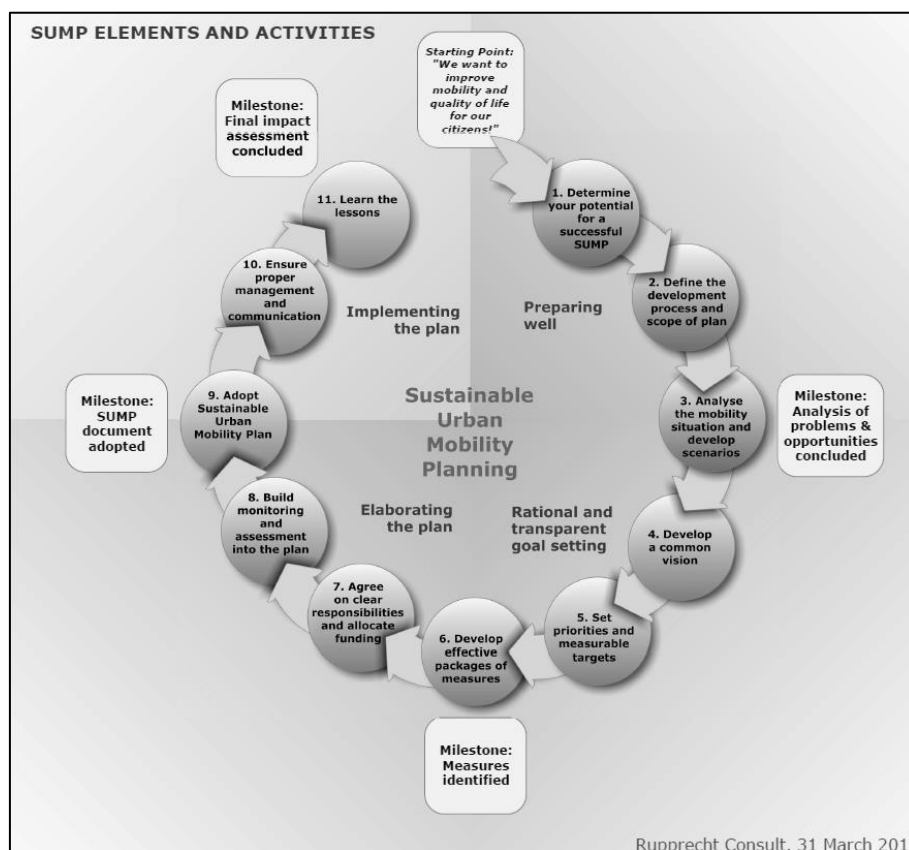 SUMP ELEMENTS AND ACTIVITIES
Starting Point:
"We want to
improve
mobility and
quality of life
for our
citizens!"
Milestone:
Final impact
assessment
concluded
1. Determine
your potential
for a
successful
SUMP
2. Define the
development
process and
scope of plan
3. Analyse
the mobility
situation and
develop
scenarios
Milestone:
Analysis of
problems &
opportunities
concluded
4. Develop
a common
vision
5. Set
priorities and
measurable
targets
6. Develop
effective
packages of
measures
Milestone:
Measures
identified
7. Agree
on clear
responsibilities
and allocate
funding
8. Build
monitoring
and
assessment
into the plan
9. Adopt
Sustainable
Urban
Mobility Plan
Milestone:
SUMP
document
adopted
10. Ensure
proper
management
and
communication
11. Learn the
lessons
Implementing
the plan
Preparing
well
Sustainable
Urban
Mobility
Planning
Elaborating
the plan
Rational and
transparent
goal setting
Rupprecht Consult, 31 March 201